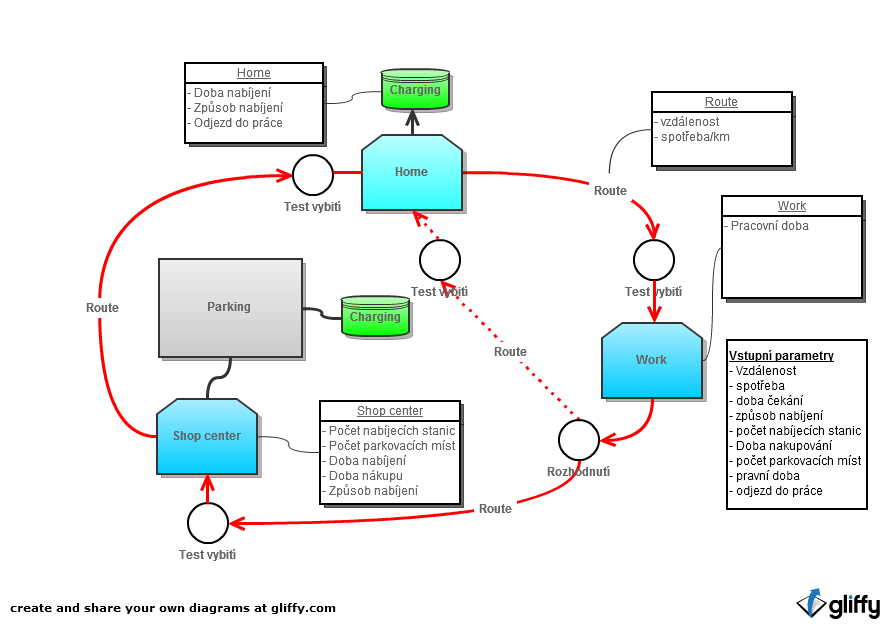 Home
- Doba nabíjení
- Způsob nabíjení
- Odjezd do práce
Charging
Route
- vzdálenost
- spotřeba/km
Home
Test vybití
Route
Work
- Pracovní doba
Test vybití
Test vybití
Parking
Charging
Route
Route
Work
Vstupní parametry
- Vzdálenost
- spotřeba
- doba čekání
- způsob nabíjení
- počet nabíjecích stanic
- Doba nakupování
- počet parkovacích míst
- pravní doba
- odjezd do práce
Shop center
Shop center
- Počet nabíjecích stanic
- Počet parkovacích míst
- Doba nabíjení
- Doba nákupu
- Způsob nabíjení
Rozhodnutí
Route
Test vybití
create and share your own diagrams at gliffy.com
gliffy